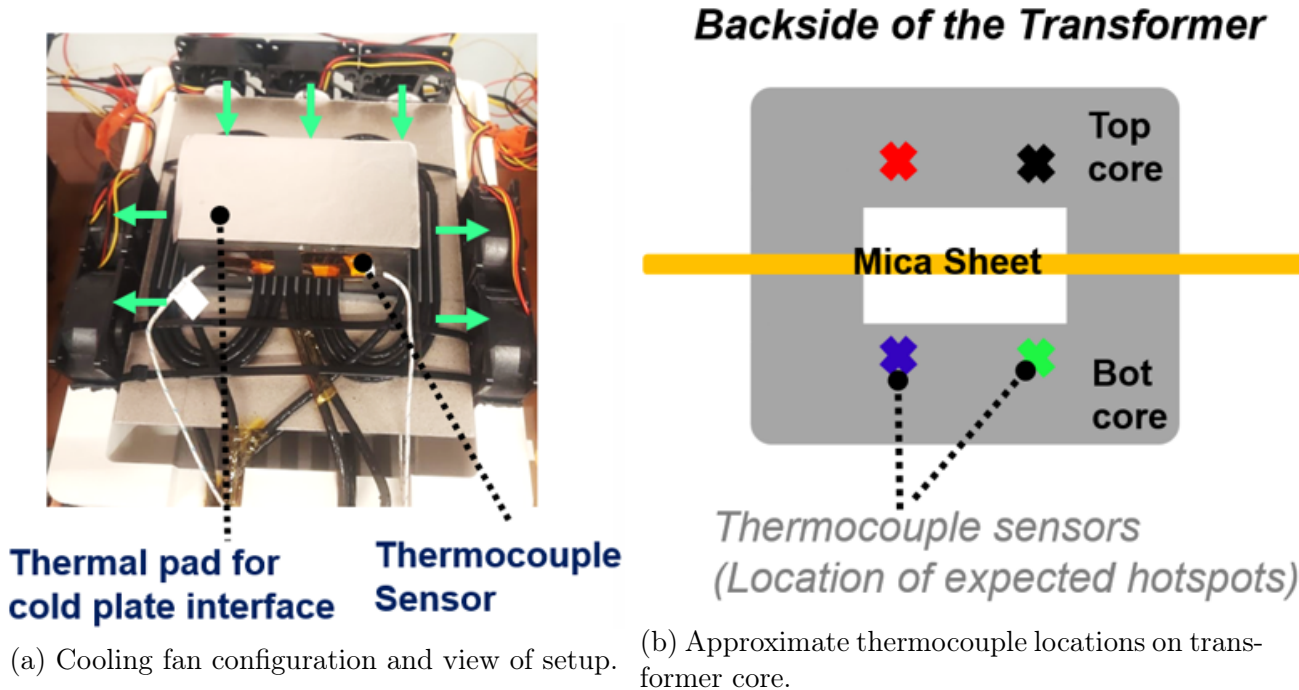 Backside of the Transformer
Top
core
Mica Sheet
Bot
core
Thermocouple sensors
(Location of expected hotspots)
Thermal pad for
cold plate interface
Thermocouple
Sensor
(a) Cooling fan configuration and view of setup.
(b) Approximate thermocouple locations on trans-
former core.